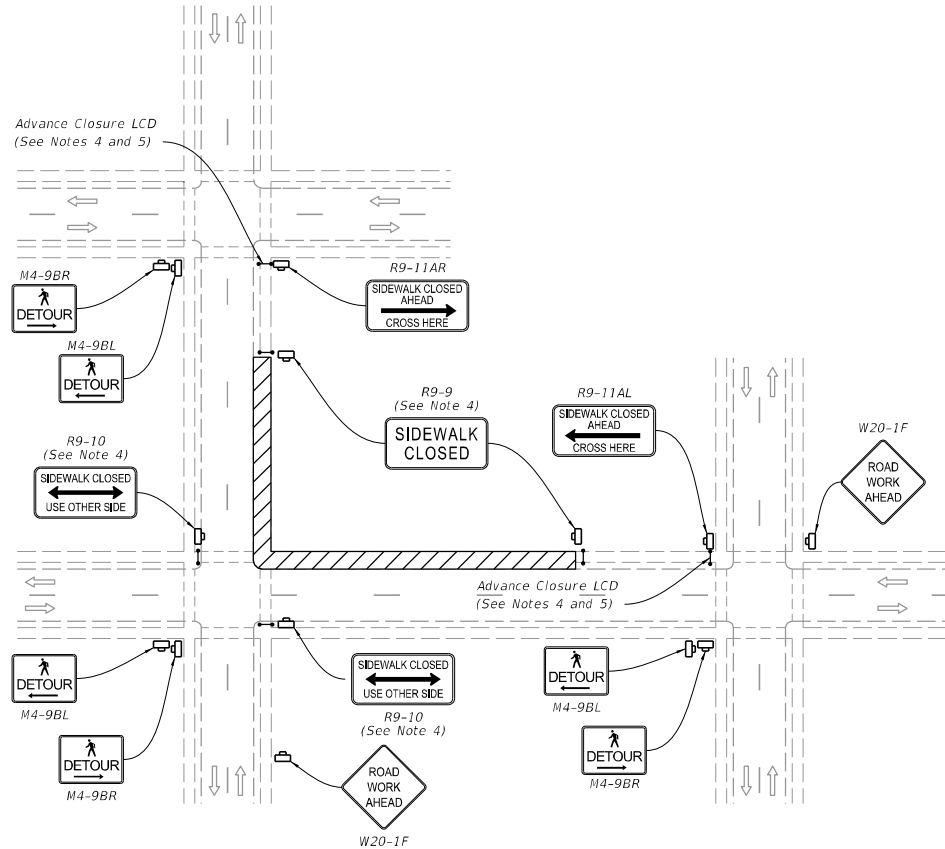 Advance Closure LCD
(See Notes 4 and 5)
M4-9BR
DETOUR
R9-11AR
SIDEWALK CLOSED
AHEAD
CROSS HERE
M4-9BL
DETOUR
R9-9
(See Note 4)
SIDEWALK
CLOSED
R9-11AL
SIDEWALK CLOSED
AHEAD
CROSS HERE
W20-1F
ROAD
WORK
AHEAD
R9-10
(See Note 4)
SIDEWALK CLOSED
USE OTHER SIDE
Advance Closure LCD
(See Notes 4 and 5)
DETOUR
M4-9BL
DETOUR
M4-9BR
SIDEWALK CLOSED
USE OTHER SIDE
R9-10
(See Note 4)
ROAD
WORK
AHEAD
W20-1F
DETOUR
M4-9BL
DETOUR
M4-9BR